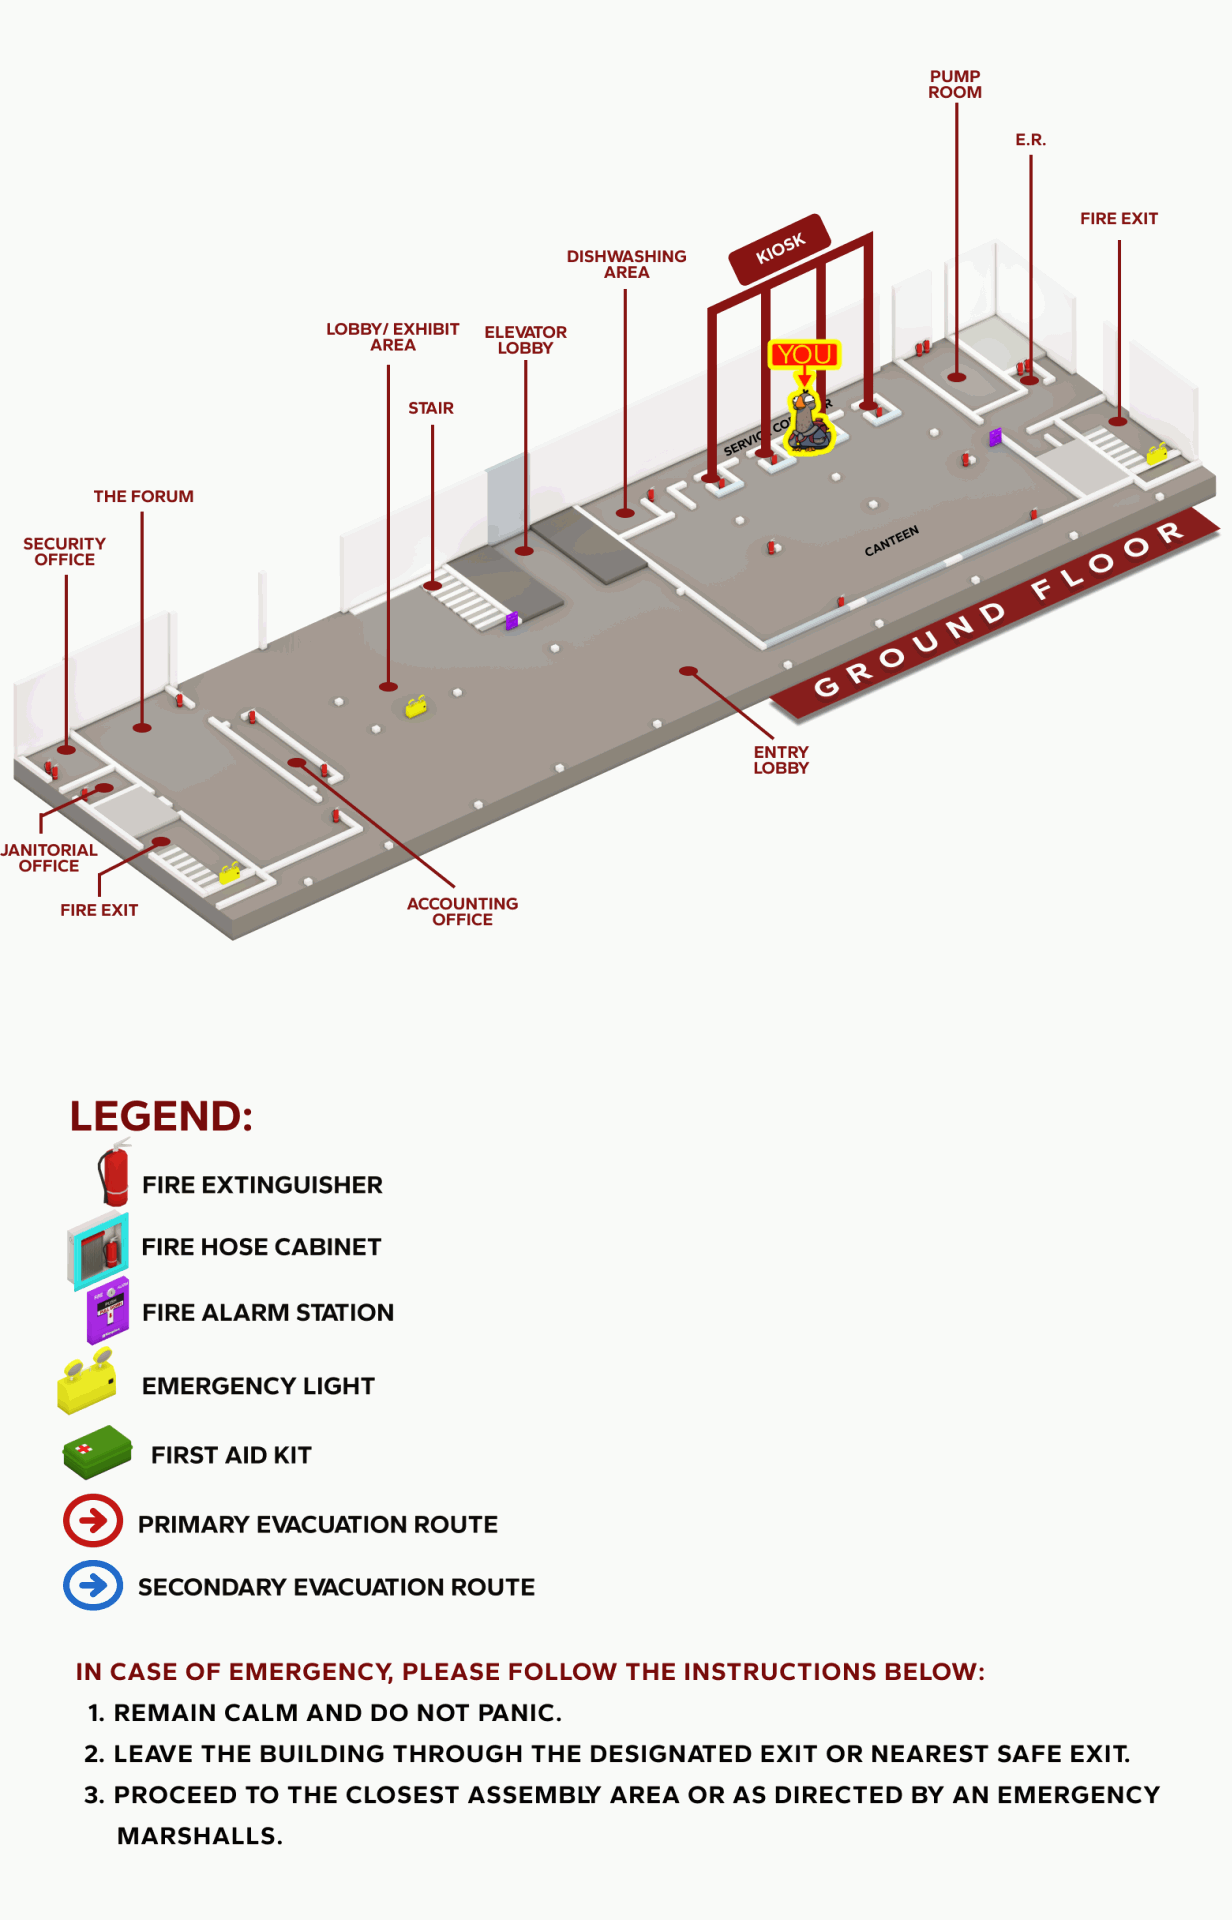 PUMP
ROOM
E.R.
FIRE EXIT
KIOSK
DISHWASHING
AREA
LOBBY/ EXHIBIT
AREA
ELEVATOR
LOBBY
YOU
STAIR
SERVICE
THE FORUM
SECURITY
OFFICE
CANTEEN
GROUND FLOOR
ENTRY
LOBBY
JANITORIAL
OFFICE
FIRE EXIT
ACCOUNTING
OFFICE
LEGEND:
FIRE EXTINGUISHER
FIRE HOSE CABINET
FIRE ALARM STATION
EMERGENCY LIGHT
FIRST AID KIT
PRIMARY EVACUATION ROUTE
SECONDARY EVACUATION ROUTE
IN CASE OF EMERGENCY, PLEASE FOLLOW THE INSTRUCTIONS BELOW:
1. REMAIN CALM AND DO NOT PANIC.
2. LEAVE THE BUILDING THROUGH THE DESIGNATED EXIT OR NEAREST SAFE EXIT.
3. PROCEED TO THE CLOSEST ASSEMBLY AREA OR AS DIRECTED BY AN EMERGENCY
MARSHALLS.